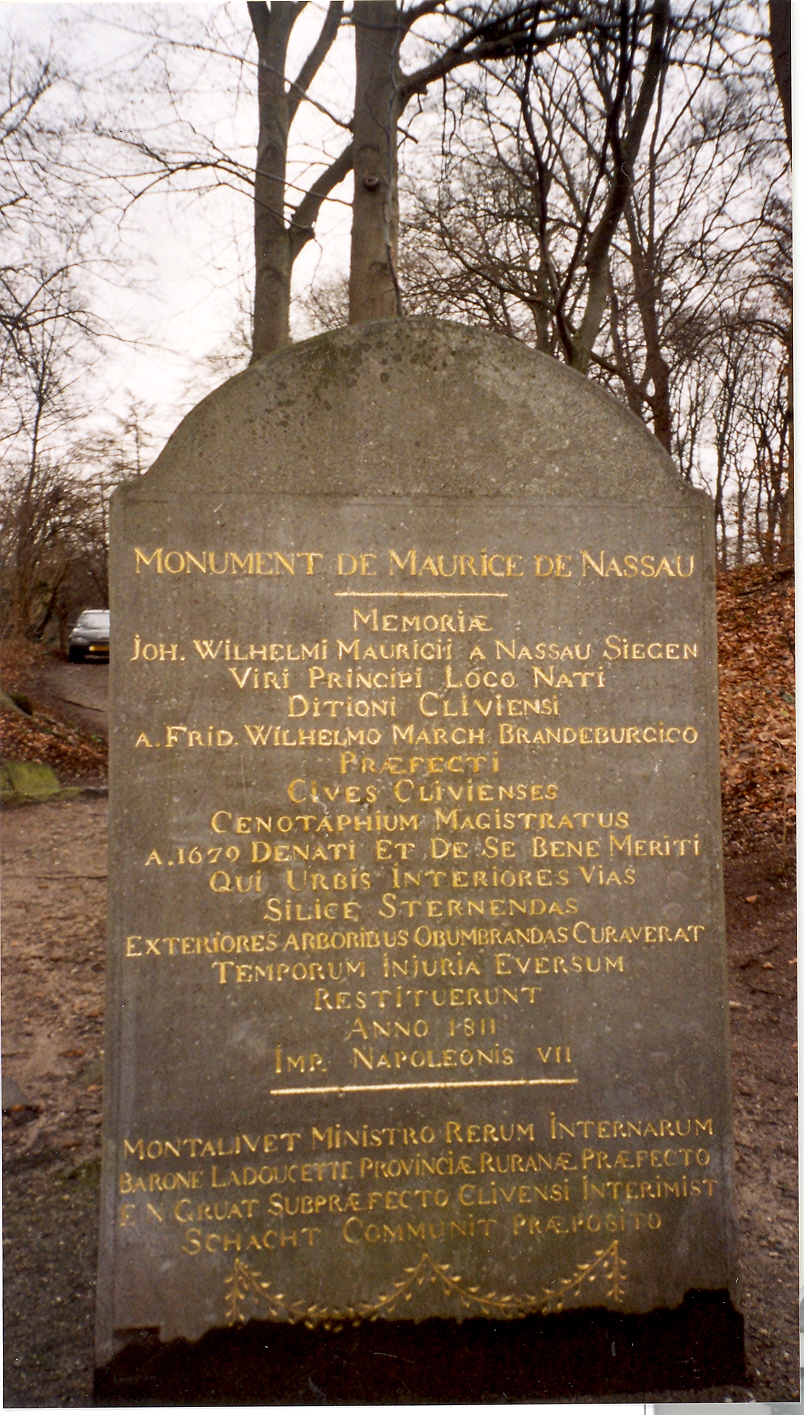 MONUMENT DE MAURICE DE NASSAU
MEMORIÆ
JOH. WILHELMI MAURICII A NASSAU SIEGEN
VIRI PRINCIPI LOCO NATI
DITIONI CLIVIENSI
A. FRID. WILHELMO MARCH. BRANDEBURGICO
PRÆFECTI
CIVES CLIVIENSES
CENOTAPHIUM MAGISTRATUS
A. 1679 DENATI ET DE SE BENE MERITI
QUI URBIS INTERIORES VIAS
SILICE STERNENDAS
EXTERIORES ARBORIBUS OBUMBRANDAS CURAVERAT
TEMPORUM INJURIA EVERSUM
RESTITUERUNT
ANNO 1811
IMP. NAPOLEONIS VII
MONTALIVET MINISTRO RERUM INTERNARUM
BARONE LADOUCETTE PROVINCIÆ RURANÆ PRÆFECTO
GRUAT SUBPRÆFECTO CLIVENSI INTERIMIST
SCHACHT COMMUNIT PRÆPOSITO